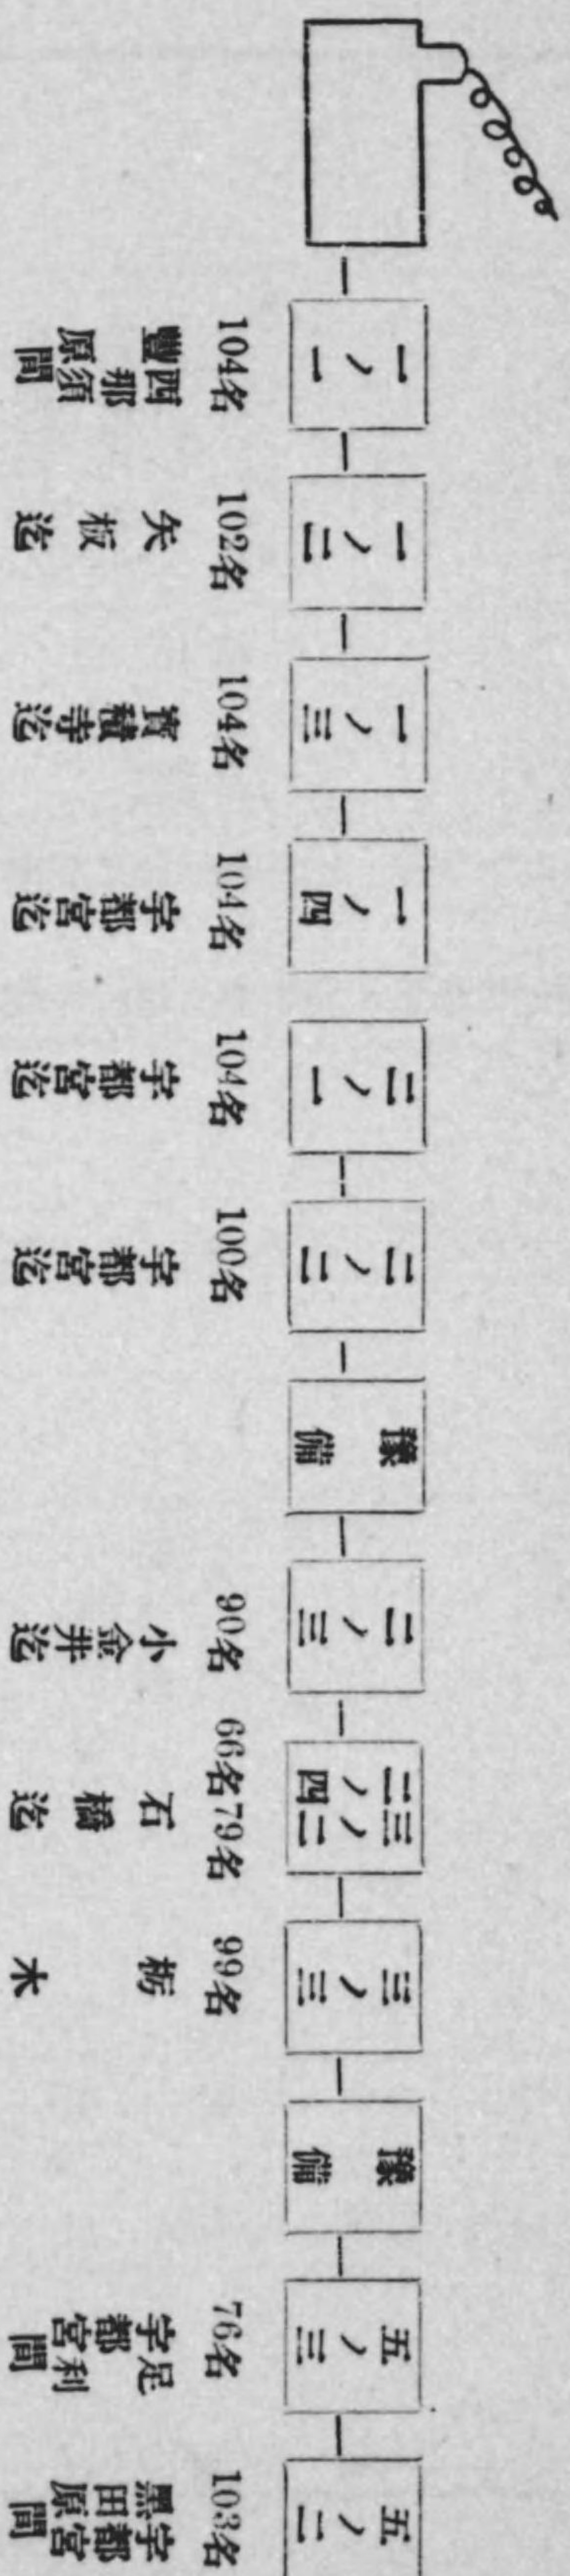 一ノ一
104名
西那須
豐原
間
一ノ二
102名
矢板迄
一ノ三
104名
寶積寺迄
一ノ四
104名
宇都宮迄
二ノ一
104名
宇都宮迄
二ノ二
100名
宇都宮迄
豫備
二ノ三
90名
小金井迄
三ノ二
二ノ四
66名79名
石橋迄
三ノ三
99名
栃木
豫備
五ノ三
76名
足利
宇都宮
間
五ノ二
103名
宇都宮
黑田原
間